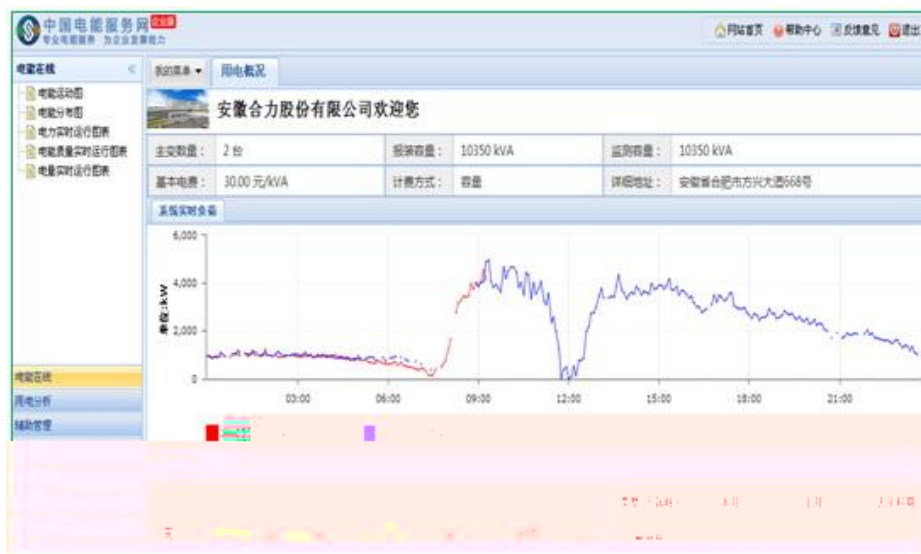 中国电能服务网 企业版
专业电能服务 为企业发展助力
网站首页 帮助中心 反馈意见 退出
电能在线
我的菜单 用电概况
电能运动图
电能分布图
电力实时运行图表
电能质量实时运行图表
电量实时运行图表
安徽合力股份有限公司欢迎您
主变数量： 2 台 报装容量： 10350 kVA 监测容量： 10350 kVA
基本电费： 30.00 元/kVA 计费方式： 容量 详细地址： 安徽省合肥市方兴大道668号
系统实时负荷
6,000
4,000
2,000
0
单位:kW
03:00 06:00 09:00 12:00 15:00 18:00 21:00
电能在线
用电分析
辅助管理